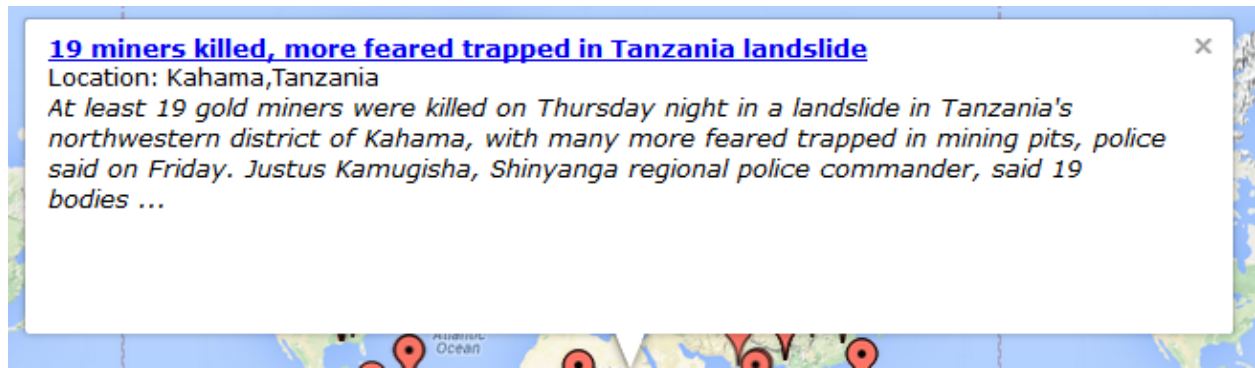 19 miners killed, more feared trapped in Tanzania landslide
×
Location: Kahama,Tanzania
At least 19 gold miners were killed on Thursday night in a landslide in Tanzania's
northwestern district of Kahama, with many more feared trapped in mining pits, police
said on Friday. Justus Kamugisha, Shinyanga regional police commander, said 19
bodies ...
Atlantic
Ocean